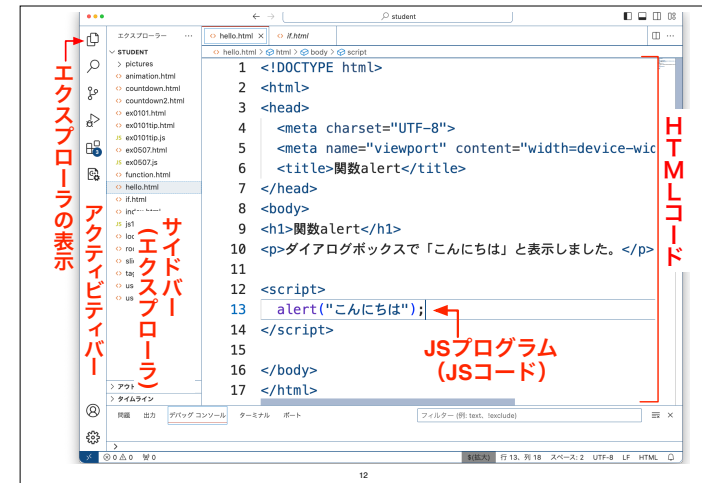 student
エクスプローラー ···
hello.html ×
if.html
···
STUDENT
hello.html > html > body > script
pictures
animation.html
countdown.html
countdown2.html
ex0101.html
ex0101tip.html
ex0101tip.js
ex0507.html
ex0507.js
function.html
hello.html
if.html
1 <!DOCTYPE html>
2 <html>
3 <head>
4 <meta charset="UTF-8">
5 <meta name="viewport" content="width=device-wid
6 <title>関数alert</title>
7 </head>
8 <body>
9 <h1>関数alert</h1>
10 <p>ダイアログボックスで「こんにちは」と表示しました。</p>
11
12 <script>
13 alert("こんにちは");
14 </script>
15
16 </body>
17 </html>
エクスプローラの表示
アクティビティバー
サイドバー
(エクスプローラ)
HTMLコード
JSプログラム
（JSコード）
タイムライン
問題 出力 デバッグ コンソール ターミナル ポート
フィルター (例: text、!exclude)
×
>
0 0 0
$(拡大) 行 13、列 18 スペース: 2 UTF-8 LF HTML
12